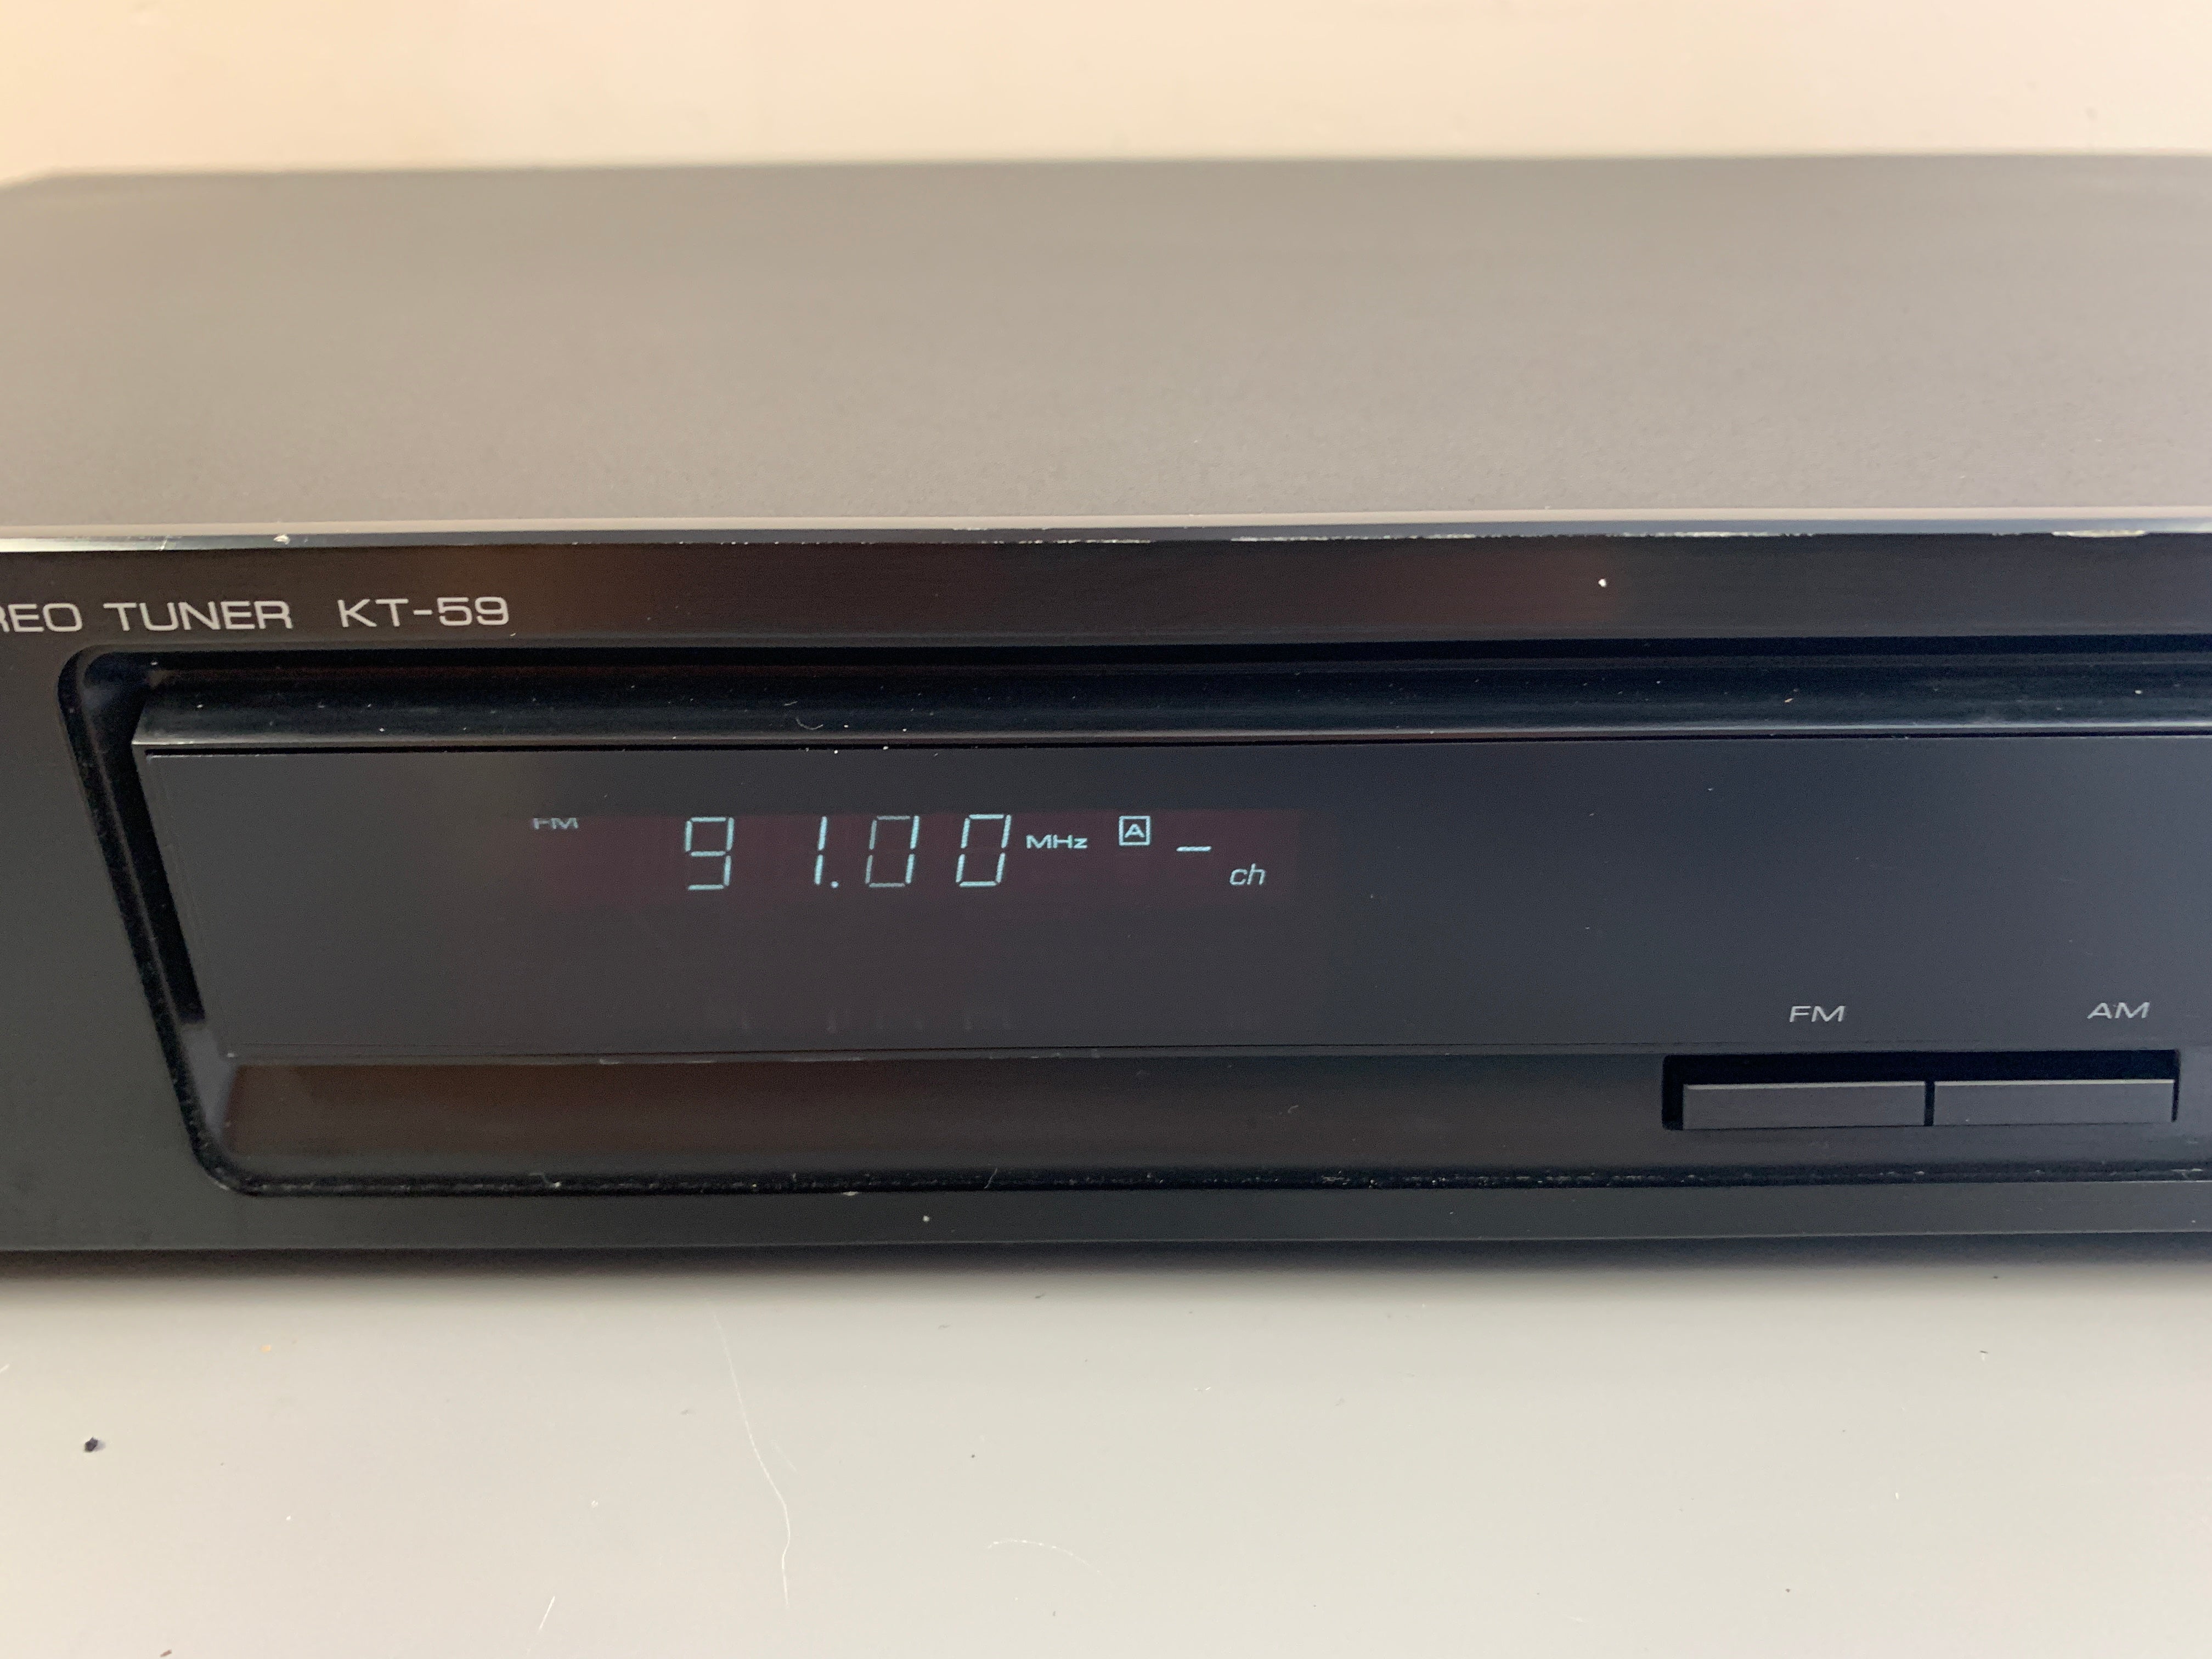 REO TUNER KT-59
FM 91.00 MHz A – ch
FM AM